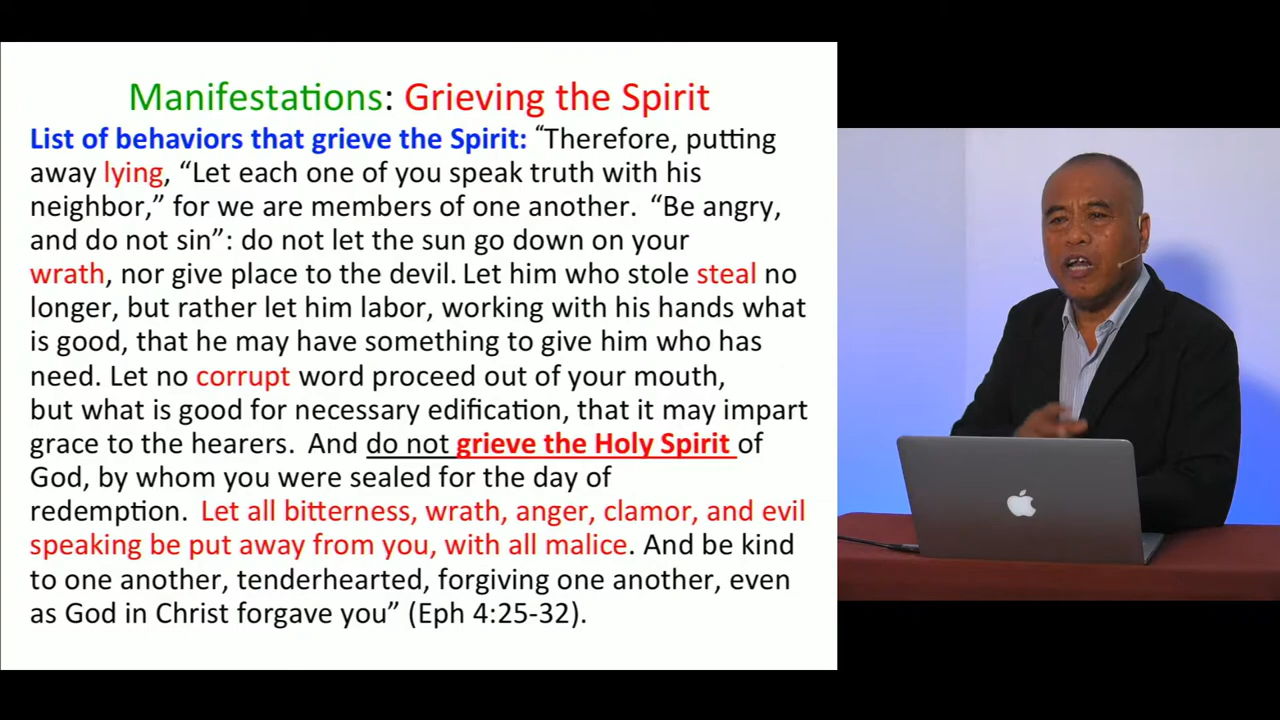 Manifestations: Grieving the Spirit
List of behaviors that grieve the Spirit: “Therefore, putting
away lying, “Let each one of you speak truth with his
neighbor,” for we are members of one another. “Be angry,
and do not sin”: do not let the sun go down on your
wrath, nor give place to the devil. Let him who stole steal no
longer, but rather let him labor, working with his hands what
is good, that he may have something to give him who has
need. Let no corrupt word proceed out of your mouth,
but what is good for necessary edification, that it may impart
grace to the hearers. And do not grieve the Holy Spirit of
God, by whom you were sealed for the day of
redemption. Let all bitterness, wrath, anger, clamor, and evil
speaking be put away from you, with all malice. And be kind
to one another, tenderhearted, forgiving one another, even
as God in Christ forgave you” (Eph 4:25-32).